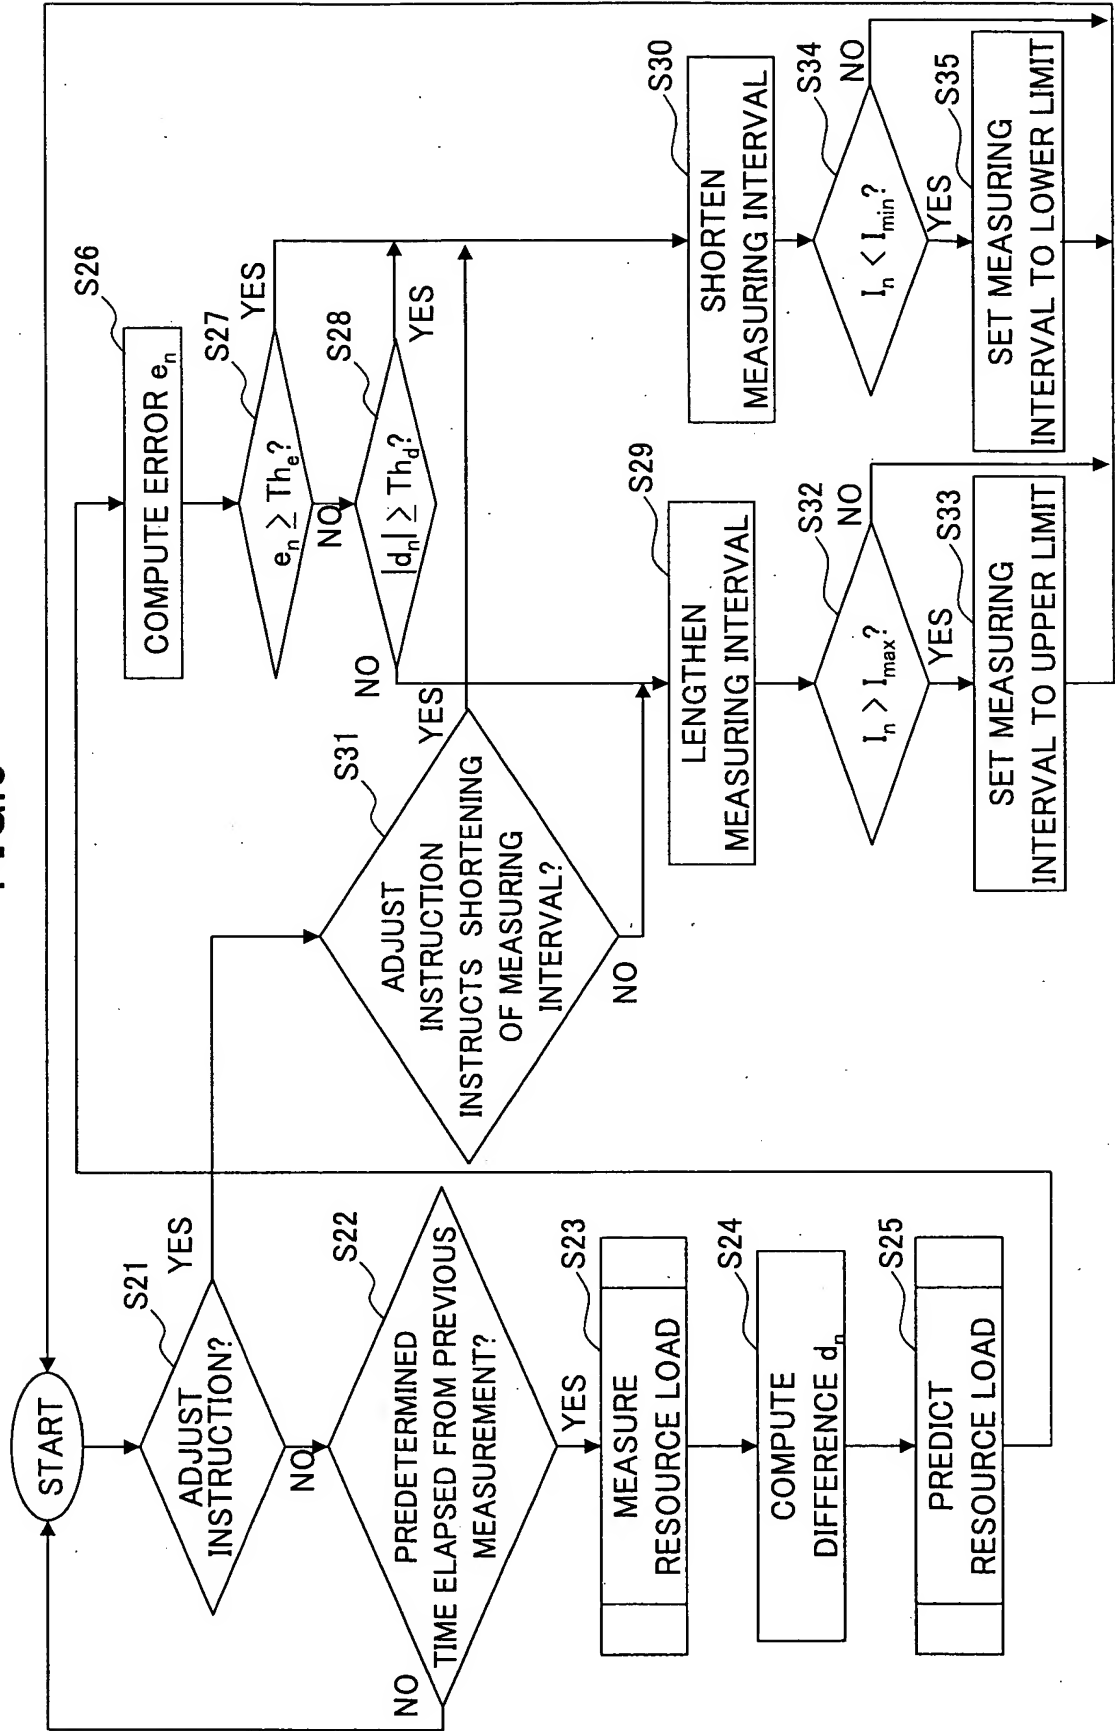 START
S21
ADJUST
INSTRUCTION?
YES
NO
S22
PREDETERMINED
TIME ELAPSED FROM PREVIOUS
MEASUREMENT?
NO
YES
S23
MEASURE
RESOURCE LOAD
S24
COMPUTE
DIFFERENCE dn
S25
PREDICT
RESOURCE LOAD
S26
COMPUTE ERROR en
S27
en ≥ The?
YES
NO
S28
|dn| ≥ Thd?
YES
NO
S31
YES
ADJUST
INSTRUCTION
INSTRUCTS SHORTENING
OF MEASURING
INTERVAL?
NO
S29
LENGTHEN
MEASURING INTERVAL
S32
In > Imax?
NO
YES
S33
SET MEASURING
INTERVAL TO UPPER LIMIT
S30
SHORTEN
MEASURING INTERVAL
S34
In < Imin?
NO
YES
S35
SET MEASURING
INTERVAL TO LOWER LIMIT